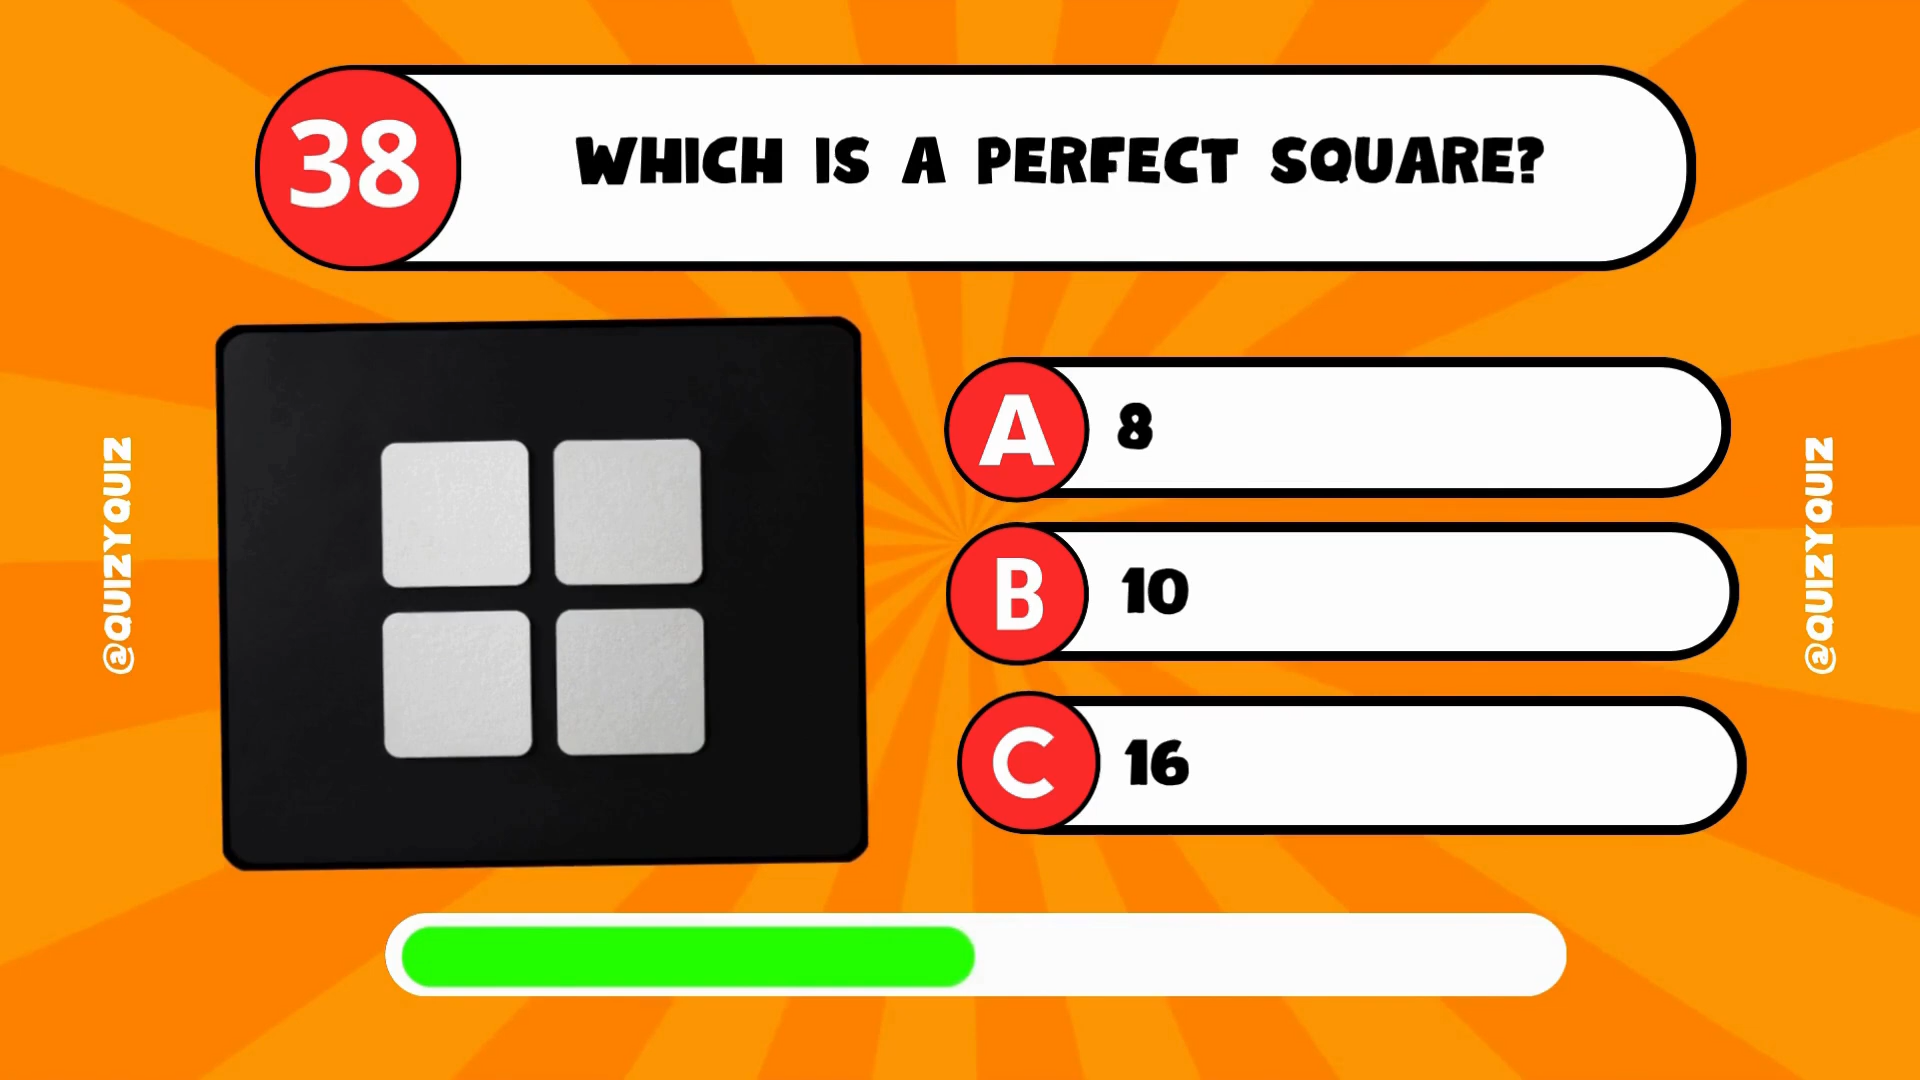 38
WHICH IS A PERFECT SQUARE?
A 8
B 10
C 16
@QUIZYQUIZ
@QUIZYQUIZ